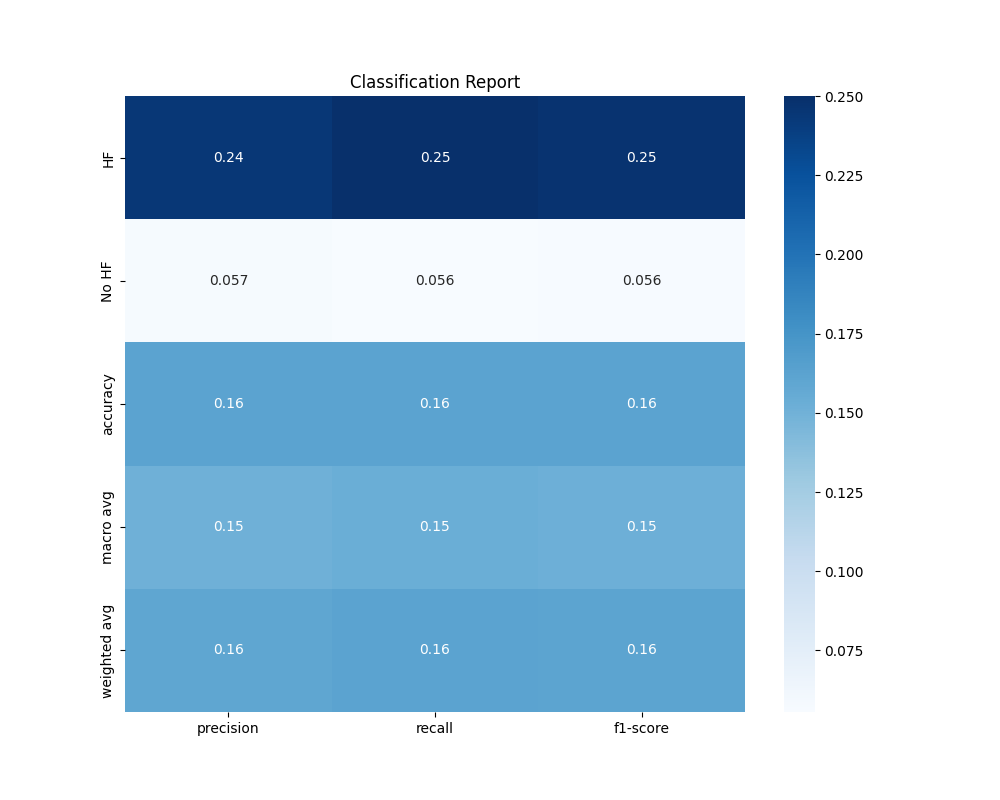 Classification Report
HF
0.24 0.25 0.25
No HF
0.057 0.056 0.056
accuracy
0.16 0.16 0.16
macro avg
0.15 0.15 0.15
weighted avg
0.16 0.16 0.16
precision recall f1-score
0.250
0.225
0.200
0.175
0.150
0.125
0.100
0.075